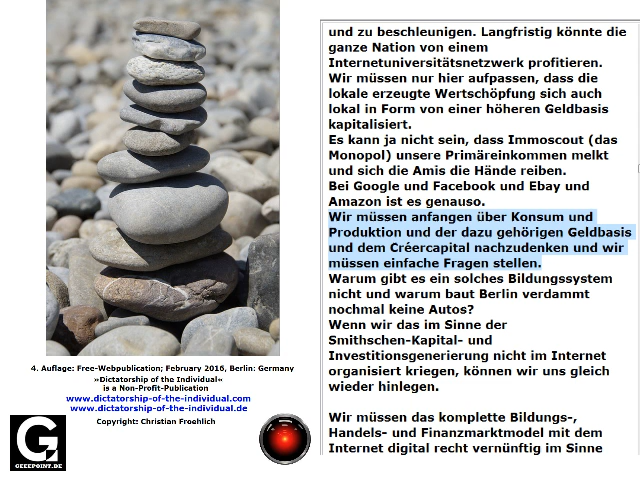 4. Auflage: Free-Webpublication; February 2016, Berlin: Germany
»Dictatorship of the Individual«
is a Non-Profit-Publication
www.dictatorship-of-the-individual.com
www.dictatorship-of-the-individual.de
Copyright: Christian Froehlich
G
GEEEPOINT.DE
und zu beschleunigen. Langfristig könnte die
ganze Nation von einem
Internetuniversitätsnetzwerk profitieren.
Wir müssen nur hier aufpassen, dass die
lokale erzeugte Wertschöpfung sich auch
lokal in Form von einer höheren Geldbasis
kapitalisiert.
Es kann ja nicht sein, dass Immoscout (das
Monopol) unsere Primäreinkommen melkt
und sich die Amis die Hände reiben.
Bei Google und Facebook und Ebay und
Amazon ist es genauso.
Wir müssen anfangen über Konsum und
Produktion und der dazu gehörigen Geldbasis
und dem Créercapital nachzudenken und wir
müssen einfache Fragen stellen.
Warum gibt es ein solches Bildungssystem
nicht und warum baut Berlin verdammt
nochmal keine Autos?
Wenn wir das im Sinne der
Smithschen-Kapital- und
Investitionsgenerierung nicht im Internet
organisiert kriegen, können wir uns gleich
wieder hinlegen.
Wir müssen das komplette Bildungs-,
Handels- und Finanzmarktmodel mit dem
Internet digital recht vernünftig im Sinne